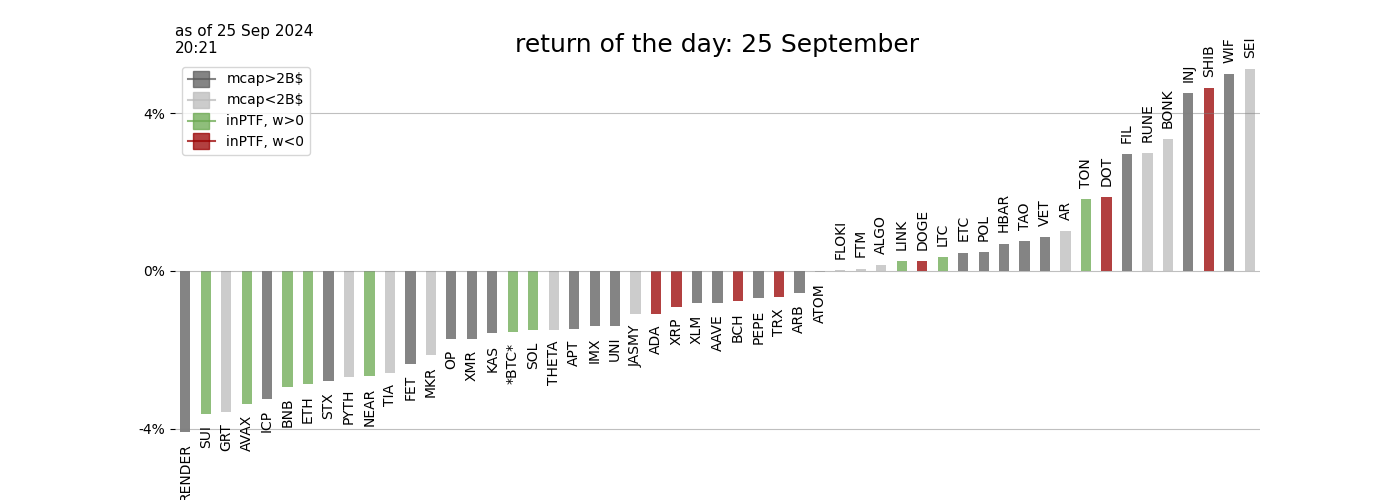 as of 25 Sep 2024
20:21
return of the day: 25 September
mcap>2B$
mcap<2B$
inPTF, w>0
inPTF, w<0
4%
0%
-4%
RENDER
SUI
GRT
AVAX
ICP
BNB
ETH
STX
PYTH
NEAR
TIA
FET
MKR
OP
XMR
KAS
*BTC*
SOL
THETA
APT
IMX
UNI
JASMY
ADA
XRP
XLM
AAVE
BCH
PEPE
TRX
ARB
ATOM
FLOKI
FTM
ALGO
LINK
DOGE
LTC
ETC
POL
HBAR
TAO
VET
AR
TON
DOT
FIL
RUNE
BONK
INJ
SHIB
WIF
SEI